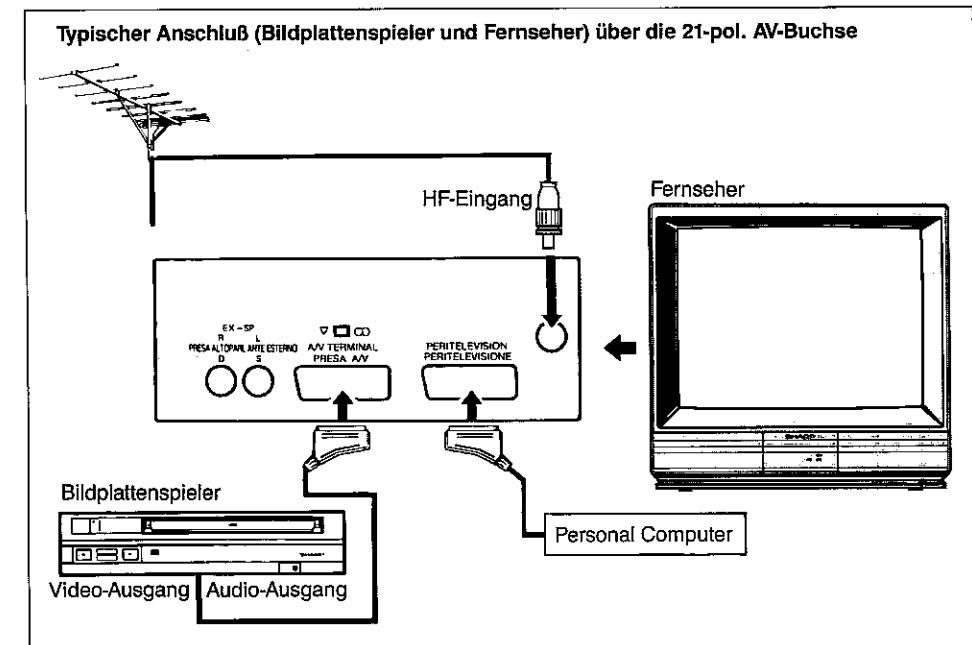 Typischer Anschluß (Bildplattenspieler und Fernseher) über die 21-pol. AV-Buchse
HF-Eingang
Fernseher
EX-SP
R L
PRESA ALTOPARLANTE ESTERNO
D S
A/V TERMINAL
PRESA A/V
PERITELEVISION
PERITELEVISIONE
SHARP
Bildplattenspieler
Personal Computer
Video-Ausgang Audio-Ausgang